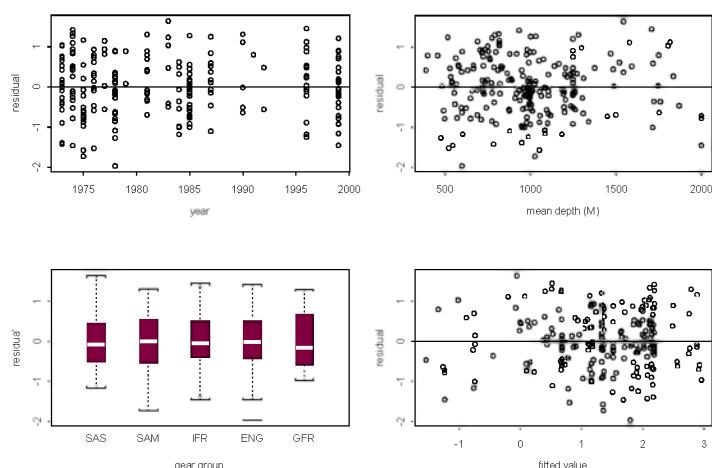 residual
1
0
-1
-2
1975 1980 1985 1990 1995 2000
year
residual
1
0
-1
-2
500 1000 1500 2000
mean depth (M)
residua'
1
0
-1
-2
SAS SAM IFR ENG GFR
gear group
residual
1
0
-1
-2
-1 0 1 2 3
fitted value